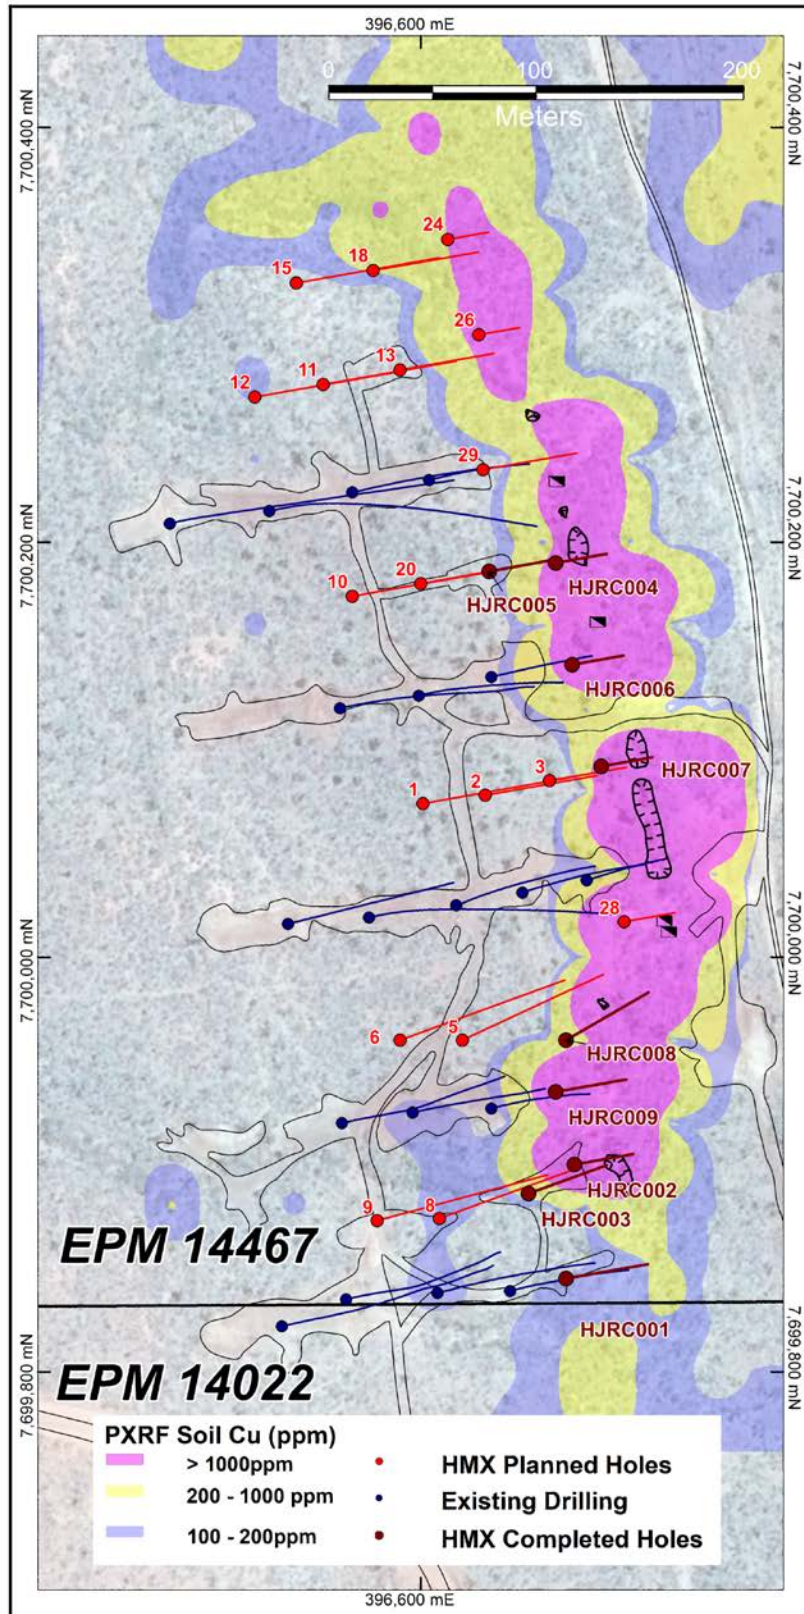 396,600 mE
0 100 200
Meters
7,700,400 mN
7,700,400 mN
24
18
15
26
13
11
12
29
7,700,200 mN
7,700,200 mN
20
10
HJRC004
HJRC005
HJRC006
3
HJRC007
2
1
28
7,700,000 mN
7,700,000 mN
6
5
HJRC008
HJRC009
HJRC002
9
8
HJRC003
EPM 14467
HJRC001
EPM 14022
7,699,800 mN
7,699,800 mN
PXRF Soil Cu (ppm)
> 1000ppm
HMX Planned Holes
200 - 1000 ppm
Existing Drilling
100 - 200ppm
HMX Completed Holes
396,600 mE